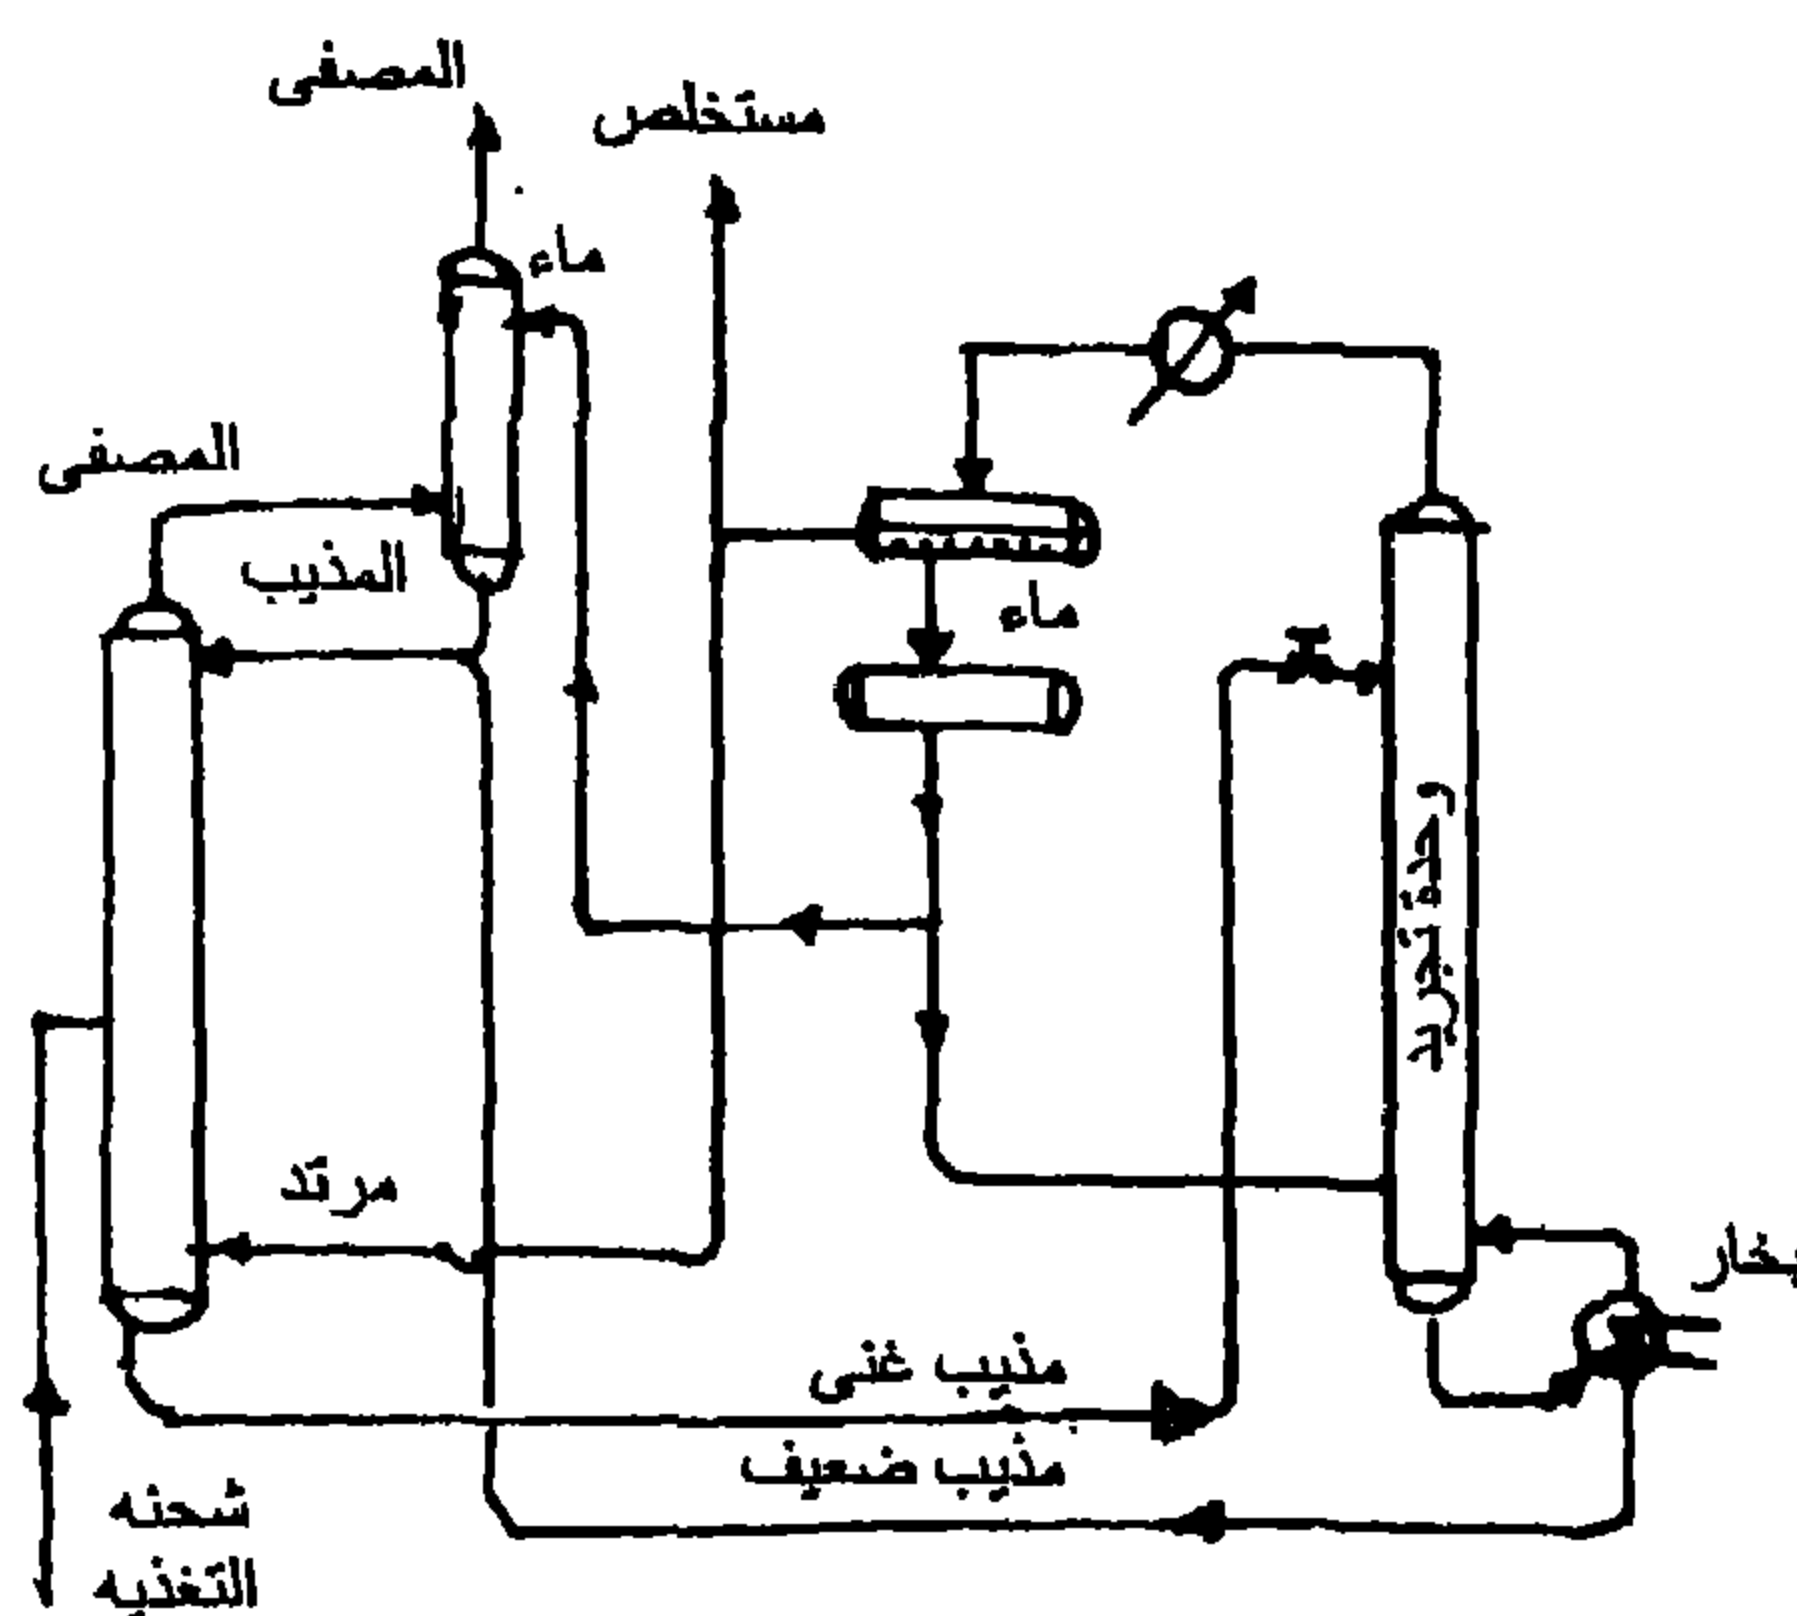 المصفى
مستخلص
ماء
المصفى
المذيب
ماء
وحدة تجريد
مرتد
بخار
مذيب غنى
مذيب ضعيف
شحنه
التغذيه